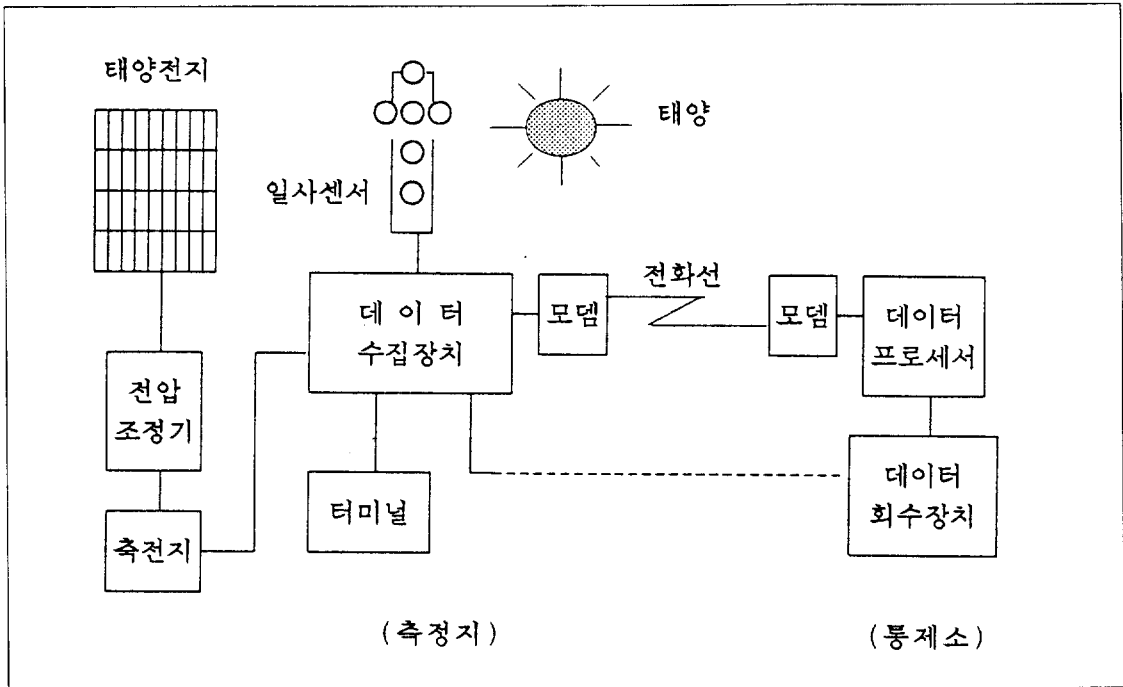 태양전지
태양
일사센서
전화선
데 이 터
수집장치
모뎀
모뎀
데이터
프로세서
전압
조정기
터미널
데이터
회수장치
축전지
(측정지)
(통제소)